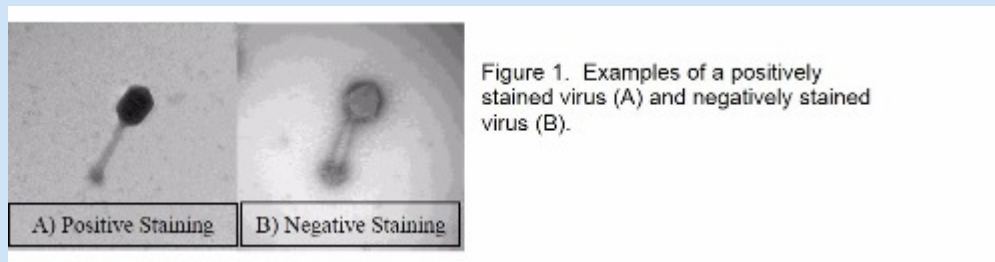 Figure 1.  Examples of a positively
stained virus (A) and negatively stained
virus (B).
A) Positive Staining
B) Negative Staining